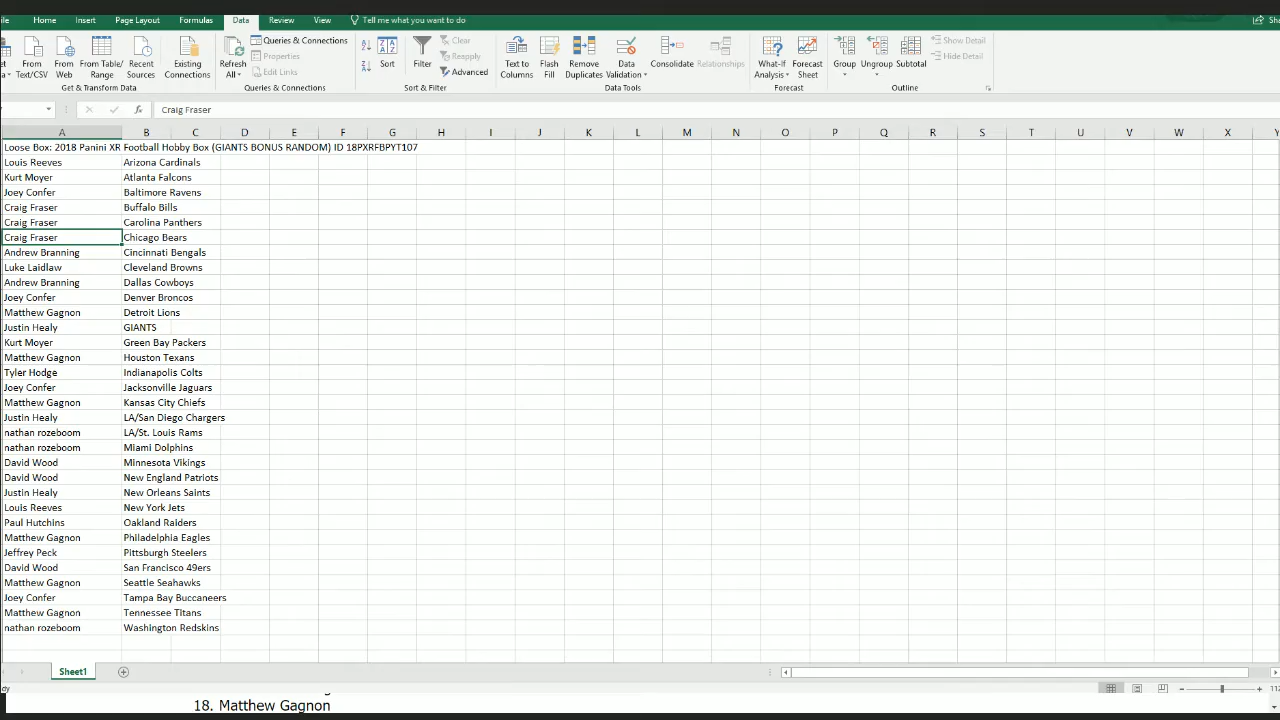 ile Home Insert Page Layout Formulas Data Review View Tell me what you want to do
From Text/CSV From Web From Table/ Range Recent Sources Existing Connections Refresh All Queries & Connections Properties Edit Links Sort Filter Clear Reapply Advanced Text to Columns Flash Fill Remove Duplicates Data Validation Consolidate Relationships What-If Analysis Forecast Sheet Group Ungroup Subtotal Show Detail Hide Detail
Get & Transform Data Queries & Connections Sort & Filter Data Tools Forecast Outline
fx Craig Fraser
A B C D E F G H I J K L M N O P Q R S T U V W X Y
Loose Box: 2018 Panini XR Football Hobby Box (GIANTS BONUS RANDOM) ID 18PXRFBPYT107
Louis Reeves Arizona Cardinals
Kurt Moyer Atlanta Falcons
Joey Confer Baltimore Ravens
Craig Fraser Buffalo Bills
Craig Fraser Carolina Panthers
Craig Fraser Chicago Bears
Andrew Branning Cincinnati Bengals
Luke Laidlaw Cleveland Browns
Andrew Branning Dallas Cowboys
Joey Confer Denver Broncos
Matthew Gagnon Detroit Lions
Justin Healy GIANTS
Kurt Moyer Green Bay Packers
Matthew Gagnon Houston Texans
Tyler Hodge Indianapolis Colts
Joey Confer Jacksonville Jaguars
Matthew Gagnon Kansas City Chiefs
Justin Healy LA/San Diego Chargers
nathan rozeboom LA/St. Louis Rams
nathan rozeboom Miami Dolphins
David Wood Minnesota Vikings
David Wood New England Patriots
Justin Healy New Orleans Saints
Louis Reeves New York Jets
Paul Hutchins Oakland Raiders
Matthew Gagnon Philadelphia Eagles
Jeffrey Peck Pittsburgh Steelers
David Wood San Francisco 49ers
Matthew Gagnon Seattle Seahawks
Joey Confer Tampa Bay Buccaneers
Matthew Gagnon Tennessee Titans
nathan rozeboom Washington Redskins
Sheet1
18. Matthew Gagnon